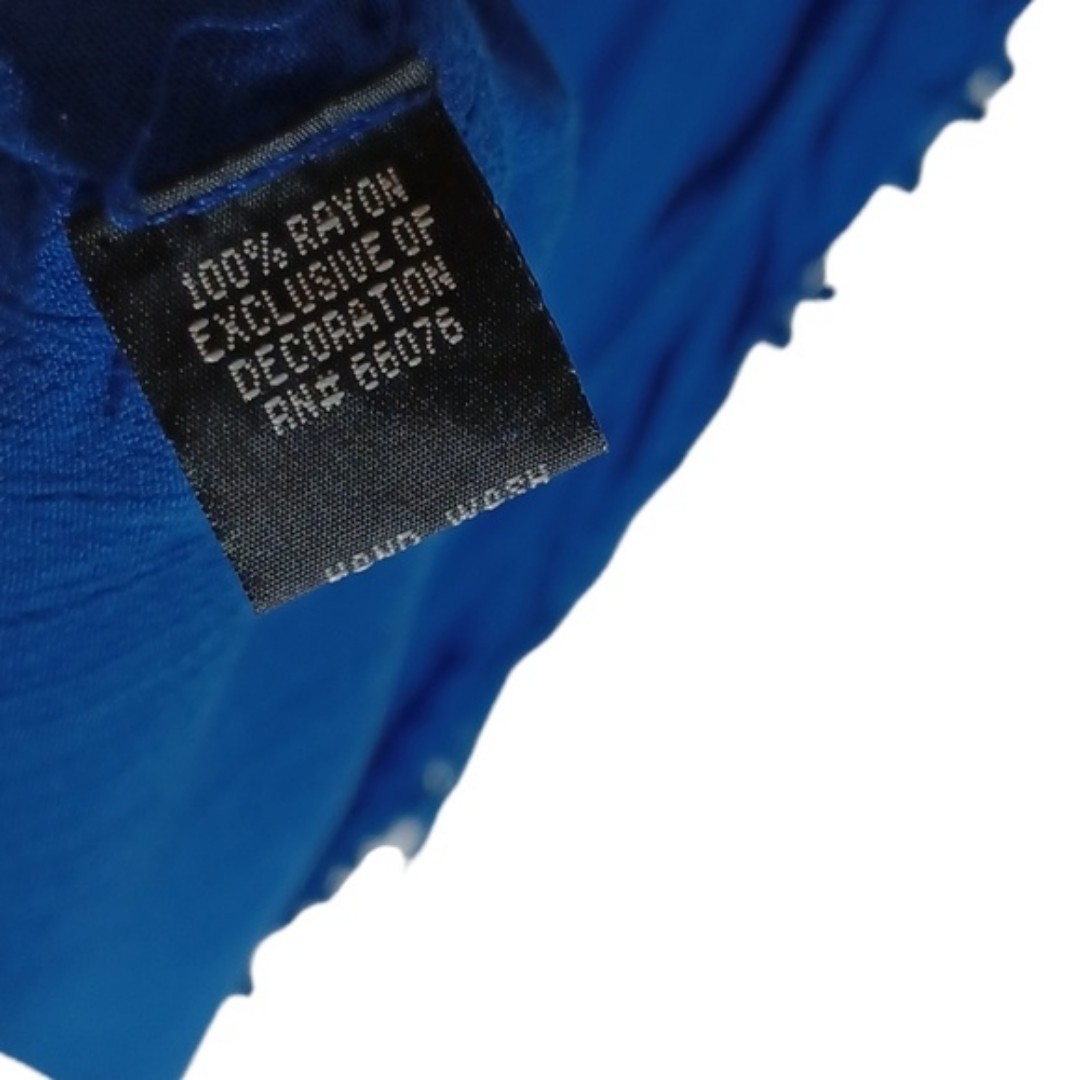 100% RAYON
EXCLUSIVE OF
DECORATION
RN# 66076
HAND WASH